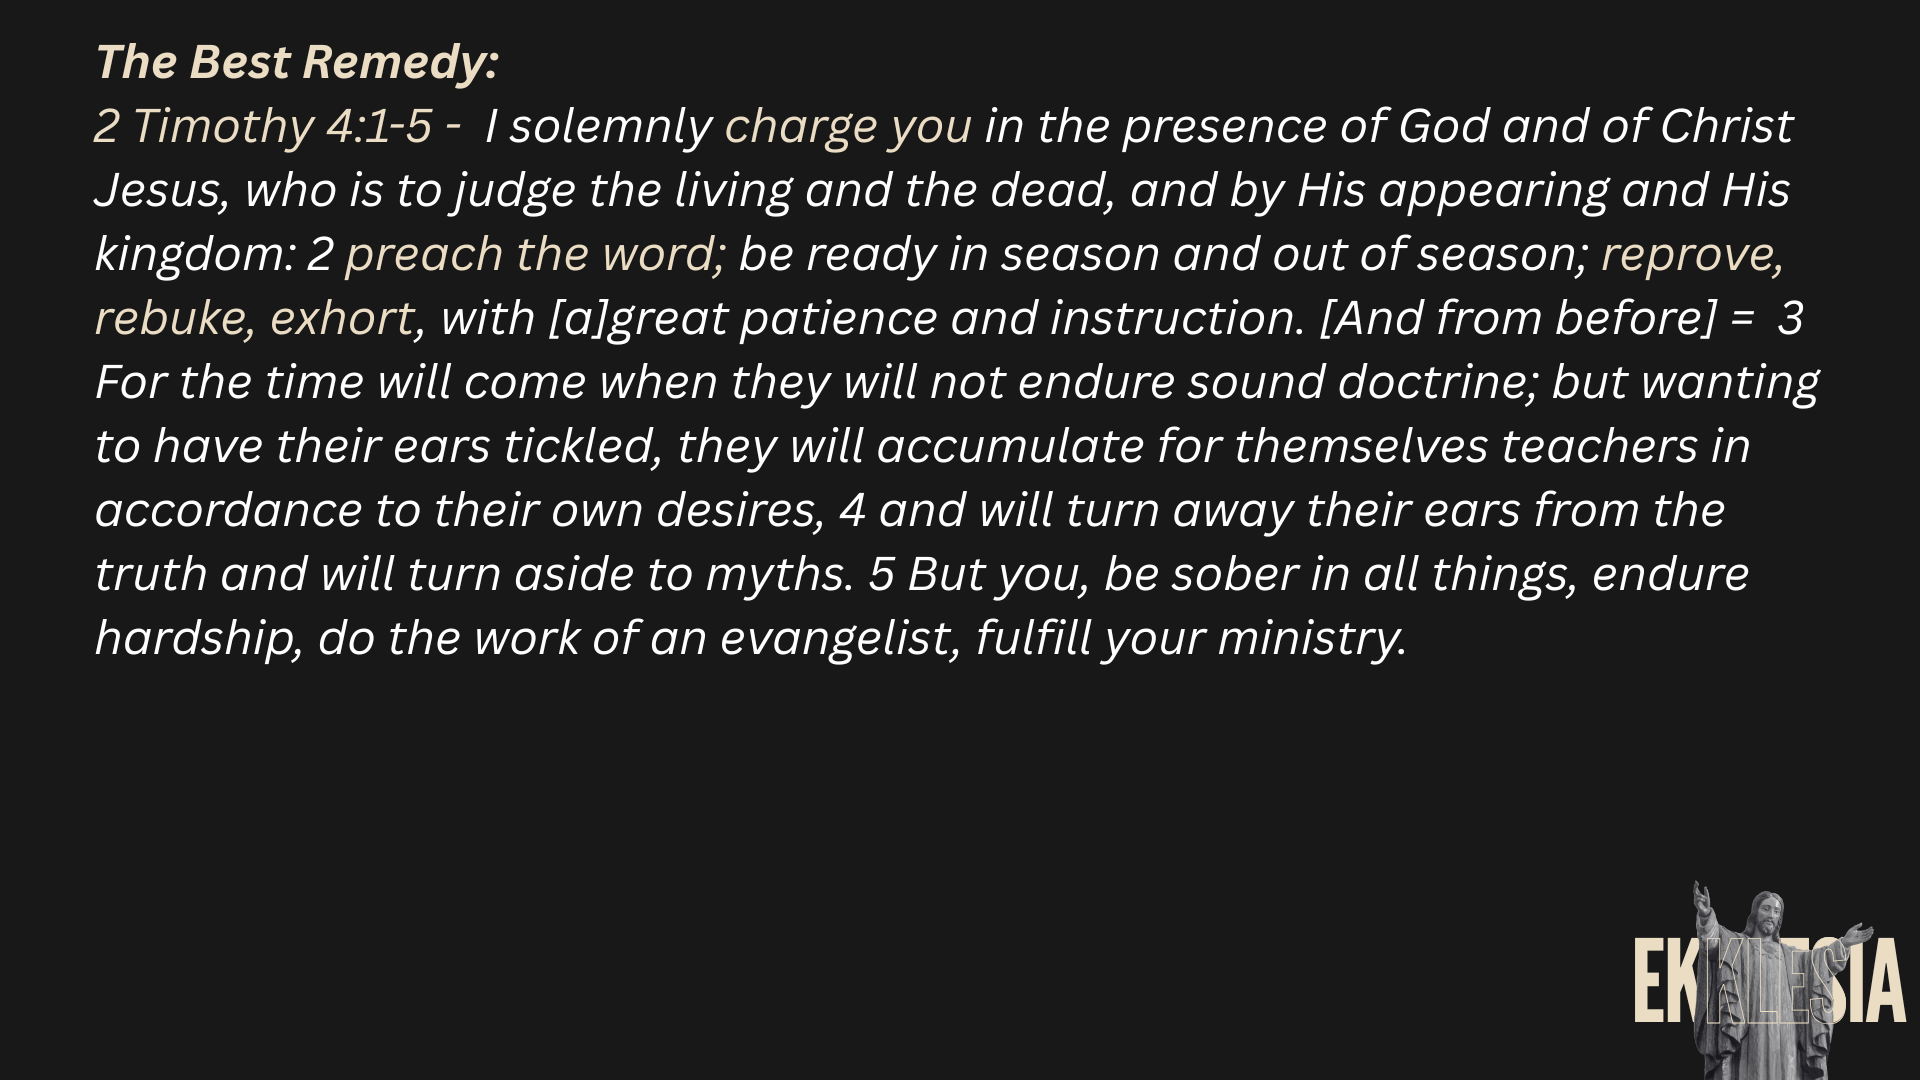 The Best Remedy:
2 Timothy 4:1-5 -  I solemnly charge you in the presence of God and of Christ
Jesus, who is to judge the living and the dead, and by His appearing and His
kingdom: 2 preach the word; be ready in season and out of season; reprove,
rebuke, exhort, with [a]great patience and instruction. [And from before] =  3
For the time will come when they will not endure sound doctrine; but wanting
to have their ears tickled, they will accumulate for themselves teachers in
accordance to their own desires, 4 and will turn away their ears from the
truth and will turn aside to myths. 5 But you, be sober in all things, endure
hardship, do the work of an evangelist, fulfill your ministry.
EKKLESIA